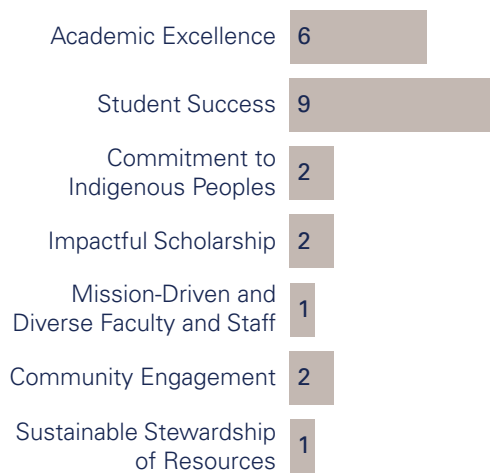 Academic Excellence 6
Student Success 9
Commitment to
Indigenous Peoples 2
Impactful Scholarship 2
Mission-Driven and
Diverse Faculty and Staff 1
Community Engagement 2
Sustainable Stewardship
of Resources 1